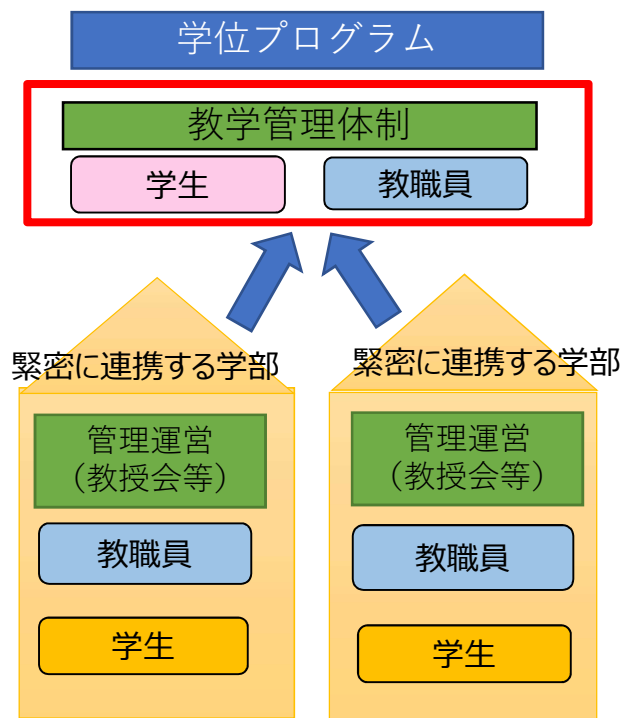 学位プログラム
教学管理体制
学生
教職員
緊密に連携する学部
管理運営
（教授会等）
教職員
学生
緊密に連携する学部
管理運営
（教授会等）
教職員
学生